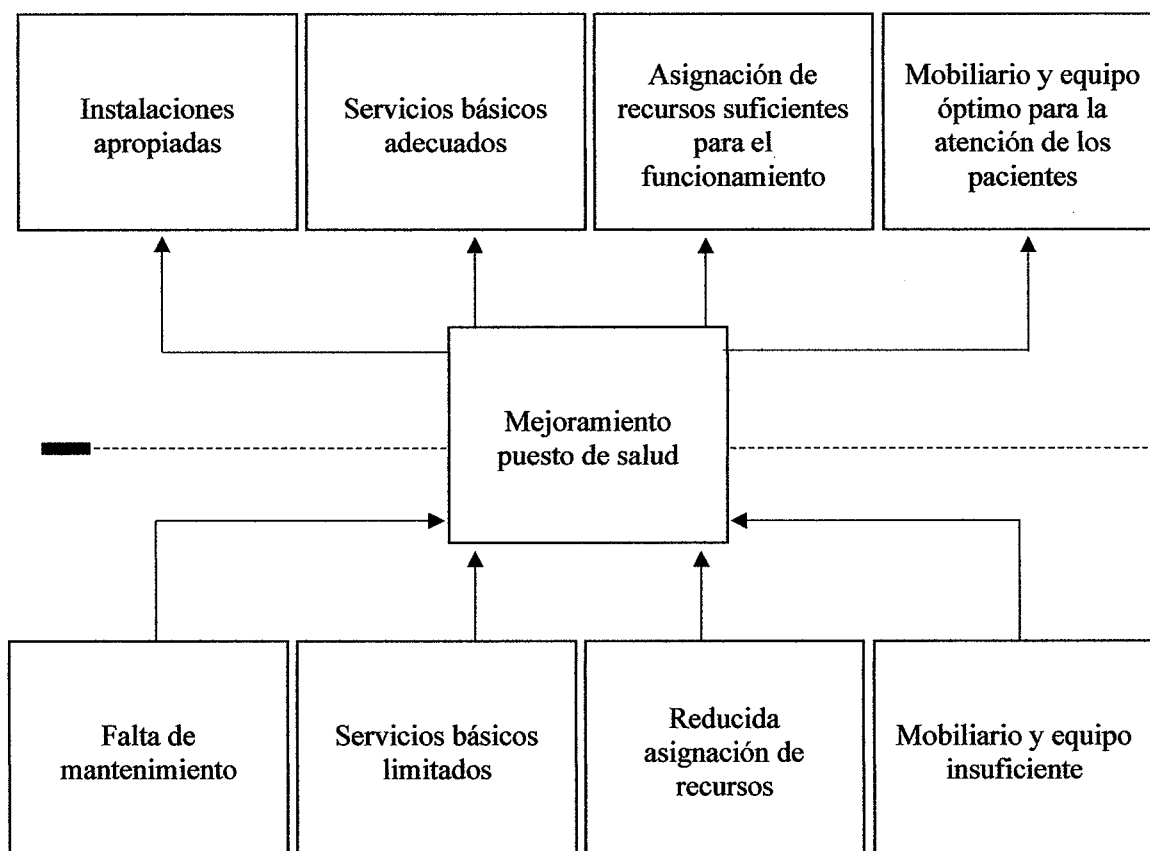 Instalaciones
apropiadas
Servicios básicos
adecuados
Asignación de
recursos suficientes
para el
funcionamiento
Mobiliario y equipo
óptimo para la
atención de los
pacientes
Mejoramiento
puesto de salud
Falta de
mantenimiento
Servicios básicos
limitados
Reducida
asignación de
recursos
Mobiliario y equipo
insuficiente